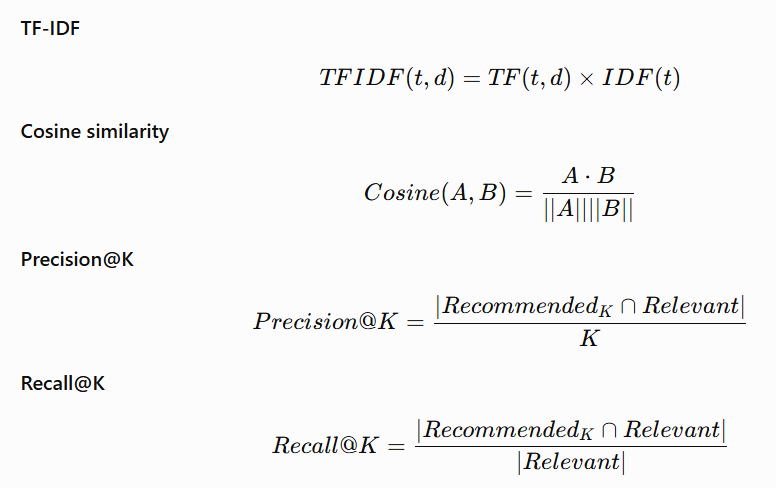 TF-IDF
TFIDF(t, d) = TF(t, d) × IDF(t)
Cosine similarity
Cosine(A, B) = A · B / ||A||||B||
Precision@K
Precision@K = |Recommended_K ∩ Relevant| / K
Recall@K
Recall@K = |Recommended_K ∩ Relevant| / |Relevant|